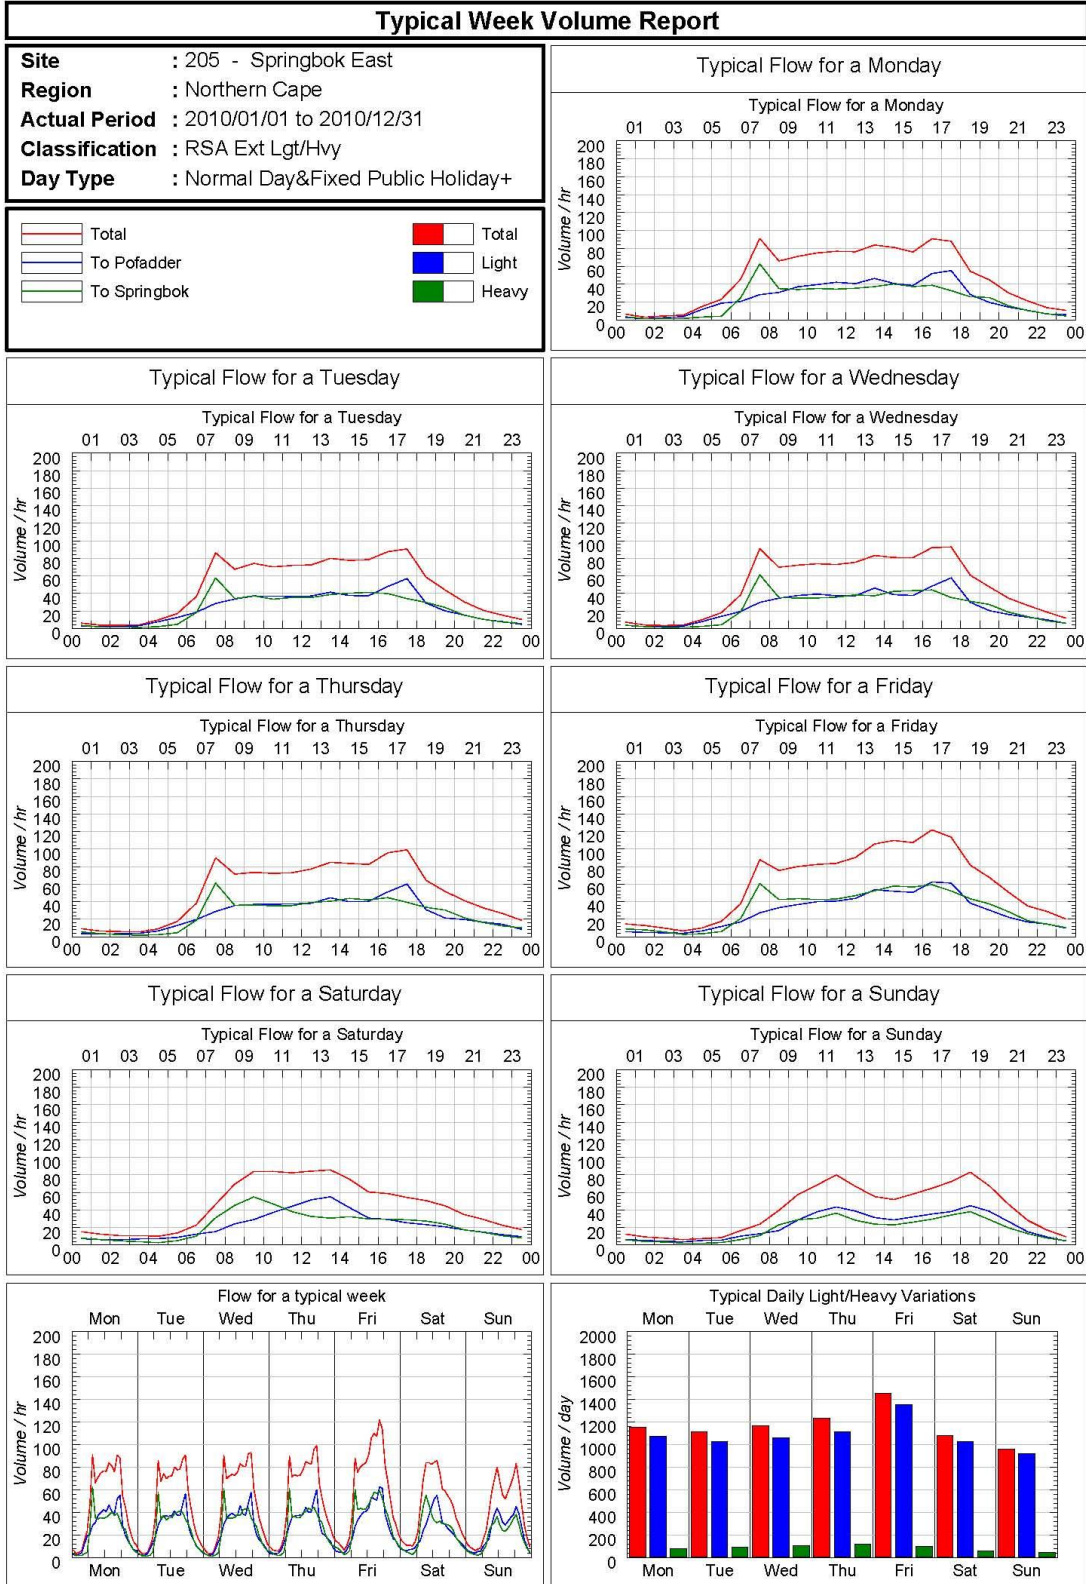 Typical Week Volume Report
Site : 205 - Springbok East
Region : Northern Cape
Actual Period : 2010/01/01 to 2010/12/31
Classification : RSA Ext Lgt/Hvy
Day Type : Normal Day&Fixed Public Holiday+
Total
To Pofadder
To Springbok
Total
Light
Heavy
Typical Flow for a Monday
Typical Flow for a Monday
01 03 05 07 09 11 13 15 17 19 21 23
200
180
160
140
120
100
80
60
40
20
0
Volume / hr
00 02 04 06 08 10 12 14 16 18 20 22 00
Typical Flow for a Tuesday
Typical Flow for a Tuesday
01 03 05 07 09 11 13 15 17 19 21 23
200
180
160
140
120
100
80
60
40
20
0
Volume / hr
00 02 04 06 08 10 12 14 16 18 20 22 00
Typical Flow for a Wednesday
Typical Flow for a Wednesday
01 03 05 07 09 11 13 15 17 19 21 23
200
180
160
140
120
100
80
60
40
20
0
Volume / hr
00 02 04 06 08 10 12 14 16 18 20 22 00
Typical Flow for a Thursday
Typical Flow for a Thursday
01 03 05 07 09 11 13 15 17 19 21 23
200
180
160
140
120
100
80
60
40
20
0
Volume / hr
00 02 04 06 08 10 12 14 16 18 20 22 00
Typical Flow for a Friday
Typical Flow for a Friday
01 03 05 07 09 11 13 15 17 19 21 23
200
180
160
140
120
100
80
60
40
20
0
Volume / hr
00 02 04 06 08 10 12 14 16 18 20 22 00
Typical Flow for a Saturday
Typical Flow for a Saturday
01 03 05 07 09 11 13 15 17 19 21 23
200
180
160
140
120
100
80
60
40
20
0
Volume / hr
00 02 04 06 08 10 12 14 16 18 20 22 00
Typical Flow for a Sunday
Typical Flow for a Sunday
01 03 05 07 09 11 13 15 17 19 21 23
200
180
160
140
120
100
80
60
40
20
0
Volume / hr
00 02 04 06 08 10 12 14 16 18 20 22 00
Flow for a typical week
Mon Tue Wed Thu Fri Sat Sun
200
180
160
140
120
100
80
60
40
20
0
Volume / hr
Mon Tue Wed Thu Fri Sat Sun
Typical Daily Light/Heavy Variations
Mon Tue Wed Thu Fri Sat Sun
2000
1800
1600
1400
1200
1000
800
600
400
200
0
Volume / day
Mon Tue Wed Thu Fri Sat Sun